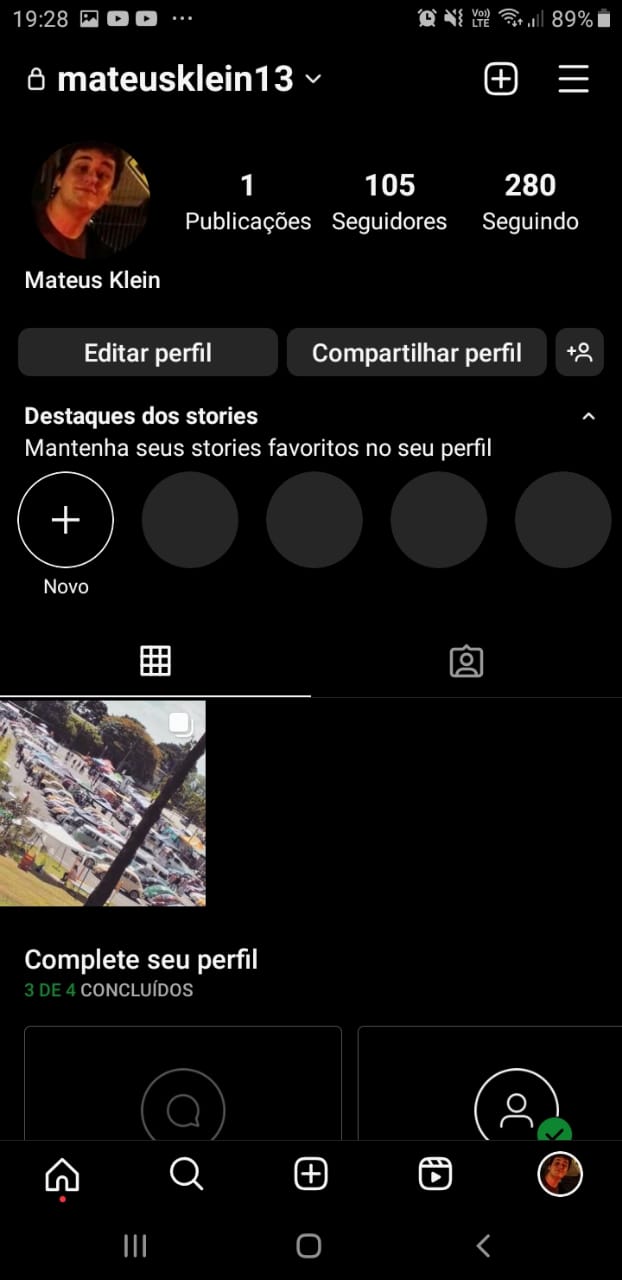 19:28 Vo)) LTE 89%
mateusklein13
1 105 280
Publicações Seguidores Seguindo
Mateus Klein
Editar perfil Compartilhar perfil
Destaques dos stories
Mantenha seus stories favoritos no seu perfil
Novo
Complete seu perfil
3 DE 4 CONCLUÍDOS